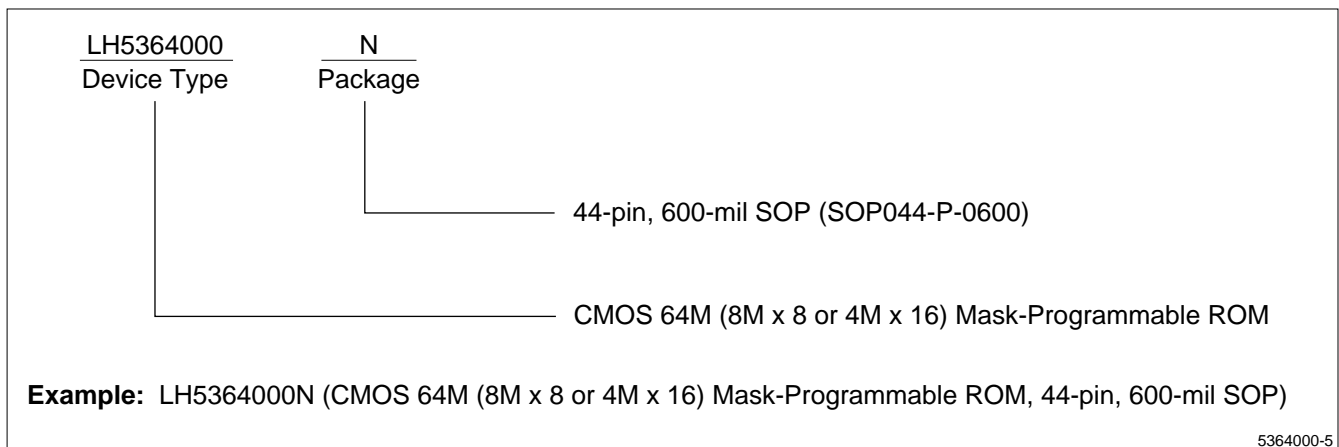 LH5364000 N
Device Type Package
44-pin, 600-mil SOP (SOP044-P-0600)
CMOS 64M (8M x 8 or 4M x 16) Mask-Programmable ROM
Example: LH5364000N (CMOS 64M (8M x 8 or 4M x 16) Mask-Programmable ROM, 44-pin, 600-mil SOP)
5364000-5